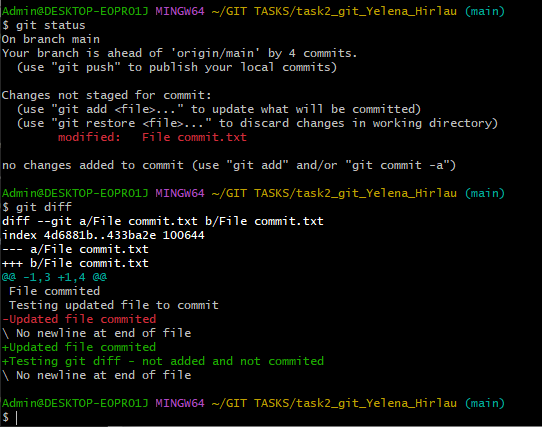 Admin@DESKTOP-EOPRO1J MINGW64 ~/GIT TASKS/task2_git_Yelena_Hirlau (main)
$ git status
On branch main
Your branch is ahead of 'origin/main' by 4 commits.
  (use "git push" to publish your local commits)

Changes not staged for commit:
  (use "git add <file>..." to update what will be committed)
  (use "git restore <file>..." to discard changes in working directory)
        modified:   File commit.txt

no changes added to commit (use "git add" and/or "git commit -a")

Admin@DESKTOP-EOPRO1J MINGW64 ~/GIT TASKS/task2_git_Yelena_Hirlau (main)
$ git diff
diff --git a/File commit.txt b/File commit.txt
index 4d6881b..433ba2e 100644
--- a/File commit.txt
+++ b/File commit.txt
@@ -1,3 +1,4 @@
 File commited
 Testing updated file to commit
-Updated file commited
\ No newline at end of file
+Updated file commited
+Testing git diff - not added and not commited
\ No newline at end of file

Admin@DESKTOP-EOPRO1J MINGW64 ~/GIT TASKS/task2_git_Yelena_Hirlau (main)
$